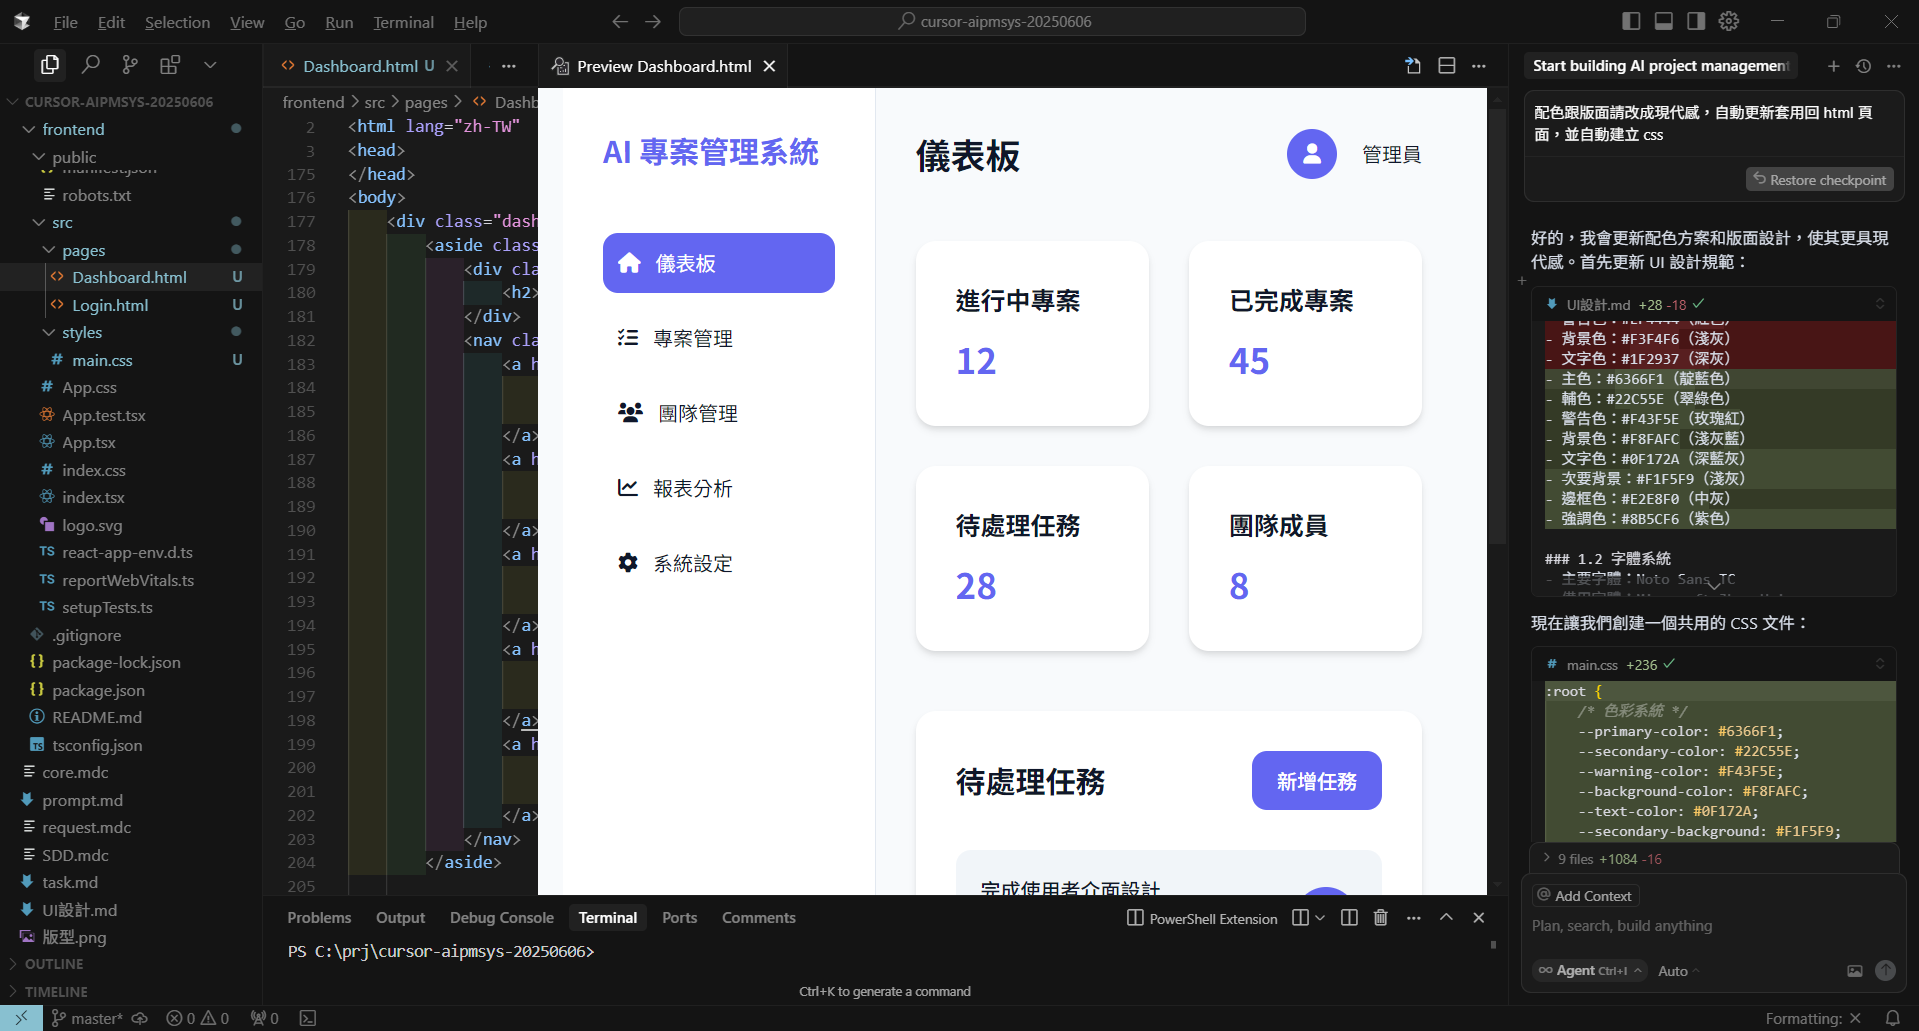 File Edit Selection View Go Run Terminal Help
cursor-aipmsys-20250606
CURSOR-AIPMSYS-20250606
frontend
public
manifest.json
robots.txt
src
pages
Dashboard.html U
Login.html U
styles
main.css U
App.css
App.test.tsx
App.tsx
index.css
index.tsx
logo.svg
react-app-env.d.ts
reportWebVitals.ts
setupTests.ts
.gitignore
package-lock.json
package.json
README.md
tsconfig.json
core.mdc
prompt.md
request.mdc
SDD.mdc
task.md
UI設計.md
版型.png
OUTLINE
TIMELINE
Dashboard.html U
frontend > src > pages > <> Dashb
2 <html lang="zh-TW"
3 <head>
175 </head>
176 <body>
177 <div class="dash
178 <aside class
179 <div cla
180 <h2>
181 </div>
182 <nav cla
183 <a h
184
185
186 </a>
187 <a h
188
189
190 </a>
191 <a h
192
193
194 </a>
195 <a h
196
197
198 </a>
199 <a h
200
201
202 </a>
203 </nav>
204 </aside>
205
Preview Dashboard.html
AI 專案管理系統
儀表板
專案管理
團隊管理
報表分析
系統設定
儀表板
管理員
進行中專案
12
已完成專案
45
待處理任務
28
團隊成員
8
待處理任務
新增任務
完成使用者介面設計
Problems Output Debug Console Terminal Ports Comments
PowerShell Extension
PS C:\prj\cursor-aipmsys-20250606>
Ctrl+K to generate a command
Start building AI project management
配色跟版面請改成現代感，自動更新套用回 html 頁
面，並自動建立 css
Restore checkpoint
好的，我會更新配色方案和版面設計，使其更具現
代感。首先更新 UI 設計規範：
UI設計.md +28 -18
- 警告色：#EF4444（紅色）
- 背景色：#F3F4F6（淺灰）
- 文字色：#1F2937（深灰）
- 主色：#6366F1（靛藍色）
- 輔色：#22C55E（翠綠色）
- 警告色：#F43F5E（玫瑰紅）
- 背景色：#F8FAFC（淺灰藍）
- 文字色：#0F172A（深藍灰）
- 次要背景：#F1F5F9（淺灰）
- 邊框色：#E2E8F0（中灰）
- 強調色：#8B5CF6（紫色）
### 1.2 字體系統
- 主要字體：Noto Sans TC
現在讓我們創建一個共用的 CSS 文件：
# main.css +236
:root {
/* 色彩系統 */
--primary-color: #6366F1;
--secondary-color: #22C55E;
--warning-color: #F43F5E;
--background-color: #F8FAFC;
--text-color: #0F172A;
--secondary-background: #F1F5F9;
9 files +1084 -16
@ Add Context
Plan, search, build anything
Agent Ctrl+I Auto
master* 0 0 0
Formatting: